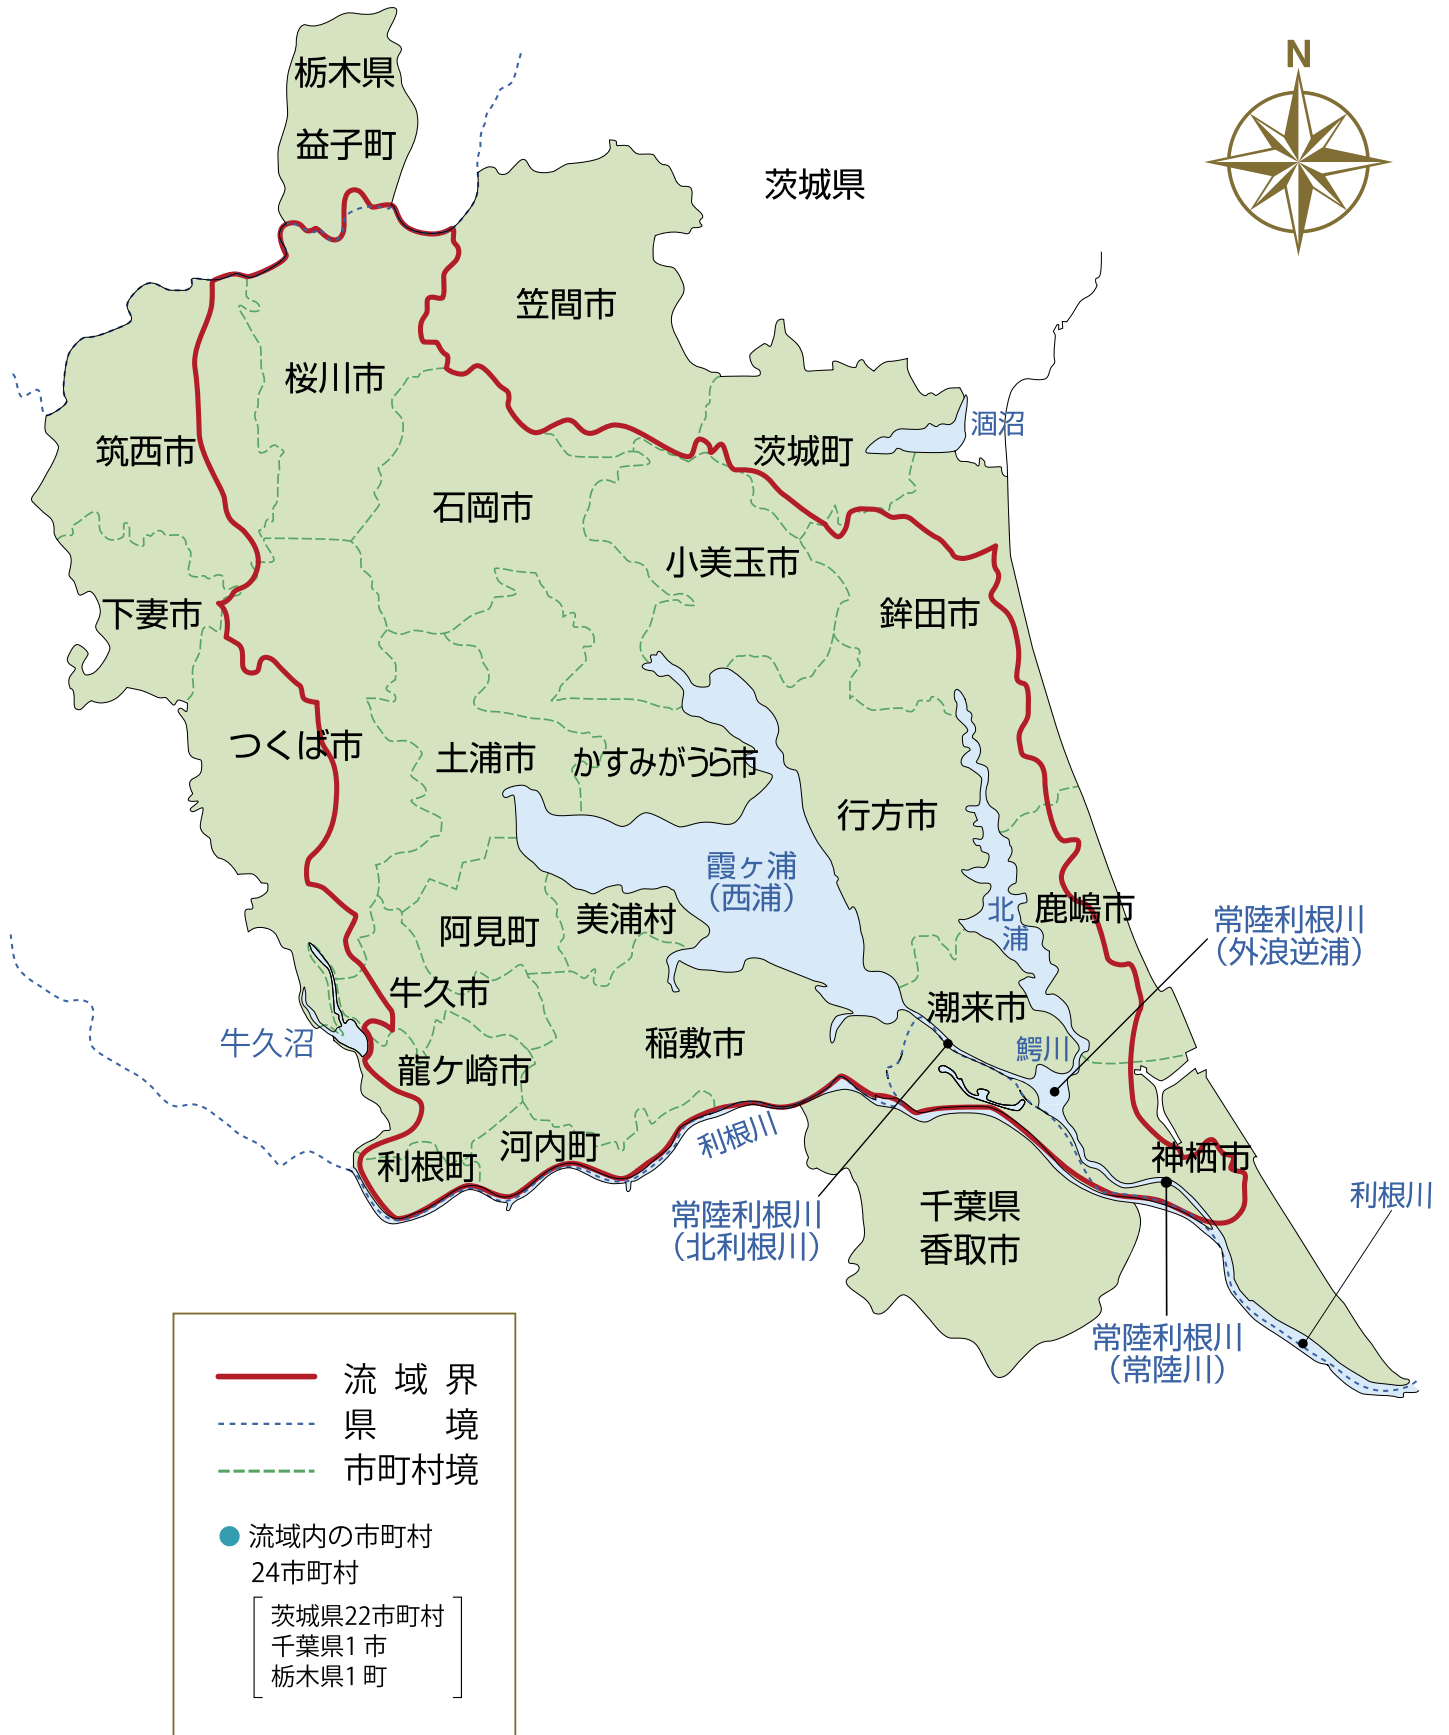 栃木県
益子町
N
茨城県
笠間市
桜川市
筑西市
涸沼
茨城町
石岡市
小美玉市
下妻市
鉾田市
つくば市
土浦市
かすみがうら市
行方市
霞ヶ浦
（西浦）
北
浦
鹿嶋市
美浦村
阿見町
常陸利根川
（外浪逆浦）
牛久市
潮来市
牛久沼
稲敷市
鰐川
龍ケ崎市
利根川
河内町
利根町
神栖市
千葉県
香取市
利根川
常陸利根川
（北利根川）
常陸利根川
（常陸川）
流域界
県境
市町村境
流域内の市町村
24市町村
茨城県22市町村
千葉県1市
栃木県1町